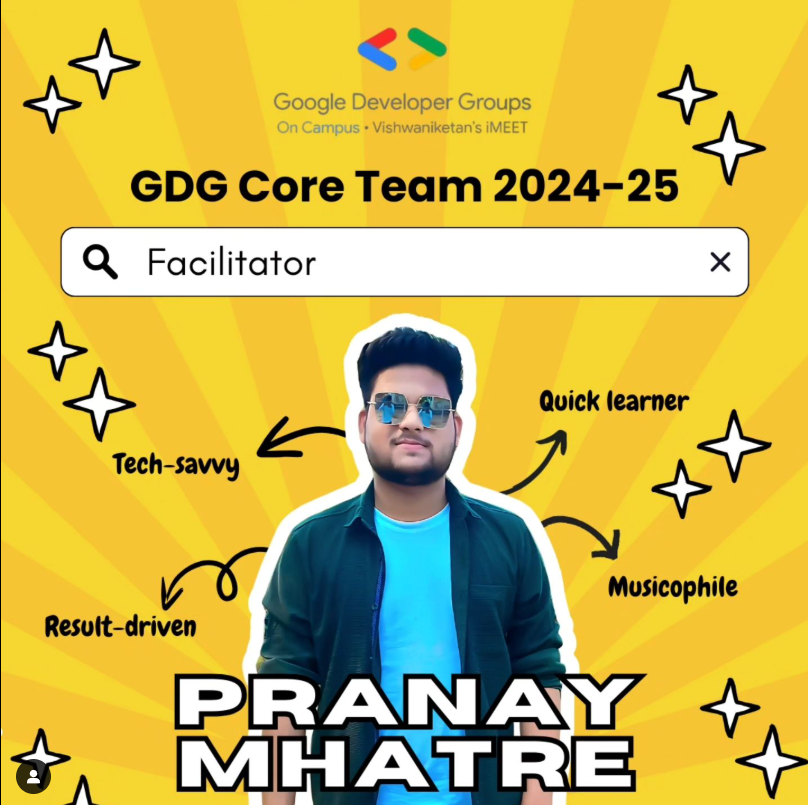 Google Developer Groups
On Campus • Vishwaniketan's iMEET
GDG Core Team 2024-25
Facilitator
Quick learner
Tech-savvy
Musicophile
Result-driven
PRANAY
MHATRE